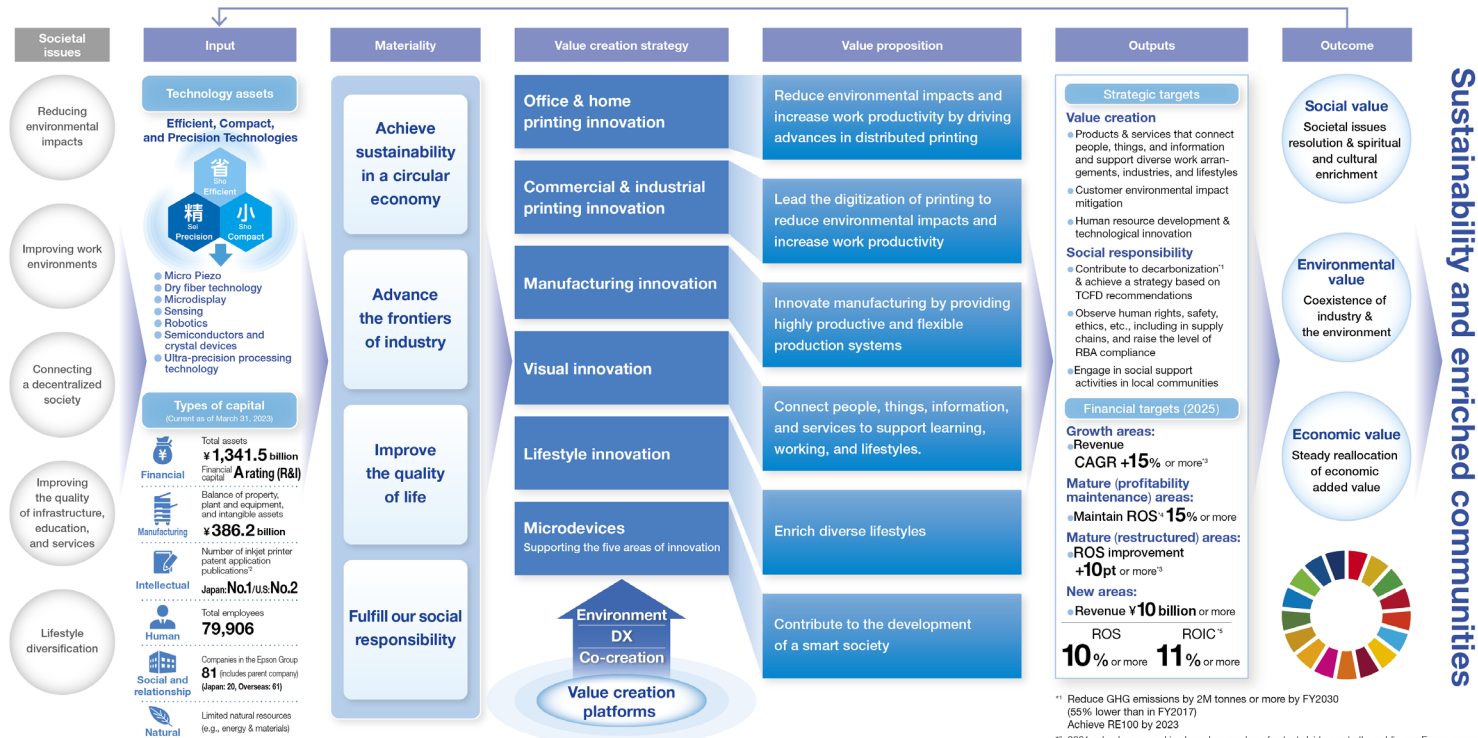 Societal
issues
Input
Materiality
Value creation strategy
Value proposition
Outputs
Outcome
Reducing
environmental
impacts
Improving work
environments
Connecting
a decentralized
society
Improving
the quality
of infrastructure,
education,
and services
Lifestyle
diversification
Technology assets
Efficient, Compact,
and Precision Technologies
省
Sho
Efficient
精
Sei
Precision
小
Sho
Compact
Micro Piezo
Dry fiber technology
Microdisplay
Sensing
Robotics
Semiconductors and
crystal devices
Ultra-precision processing
technology
Types of capital
(Current as of March 31, 2023)
Financial
Total assets
¥1,341.5 billion
Financial
capital A rating (R&I)
Manufacturing
Balance of property,
plant and equipment,
and intangible assets
¥386.2 billion
Intellectual
Number of inkjet printer
patent application
publications*2
Japan: No.1/U.S: No.2
Human
Total employees
79,906
Social and
relationship
Companies in the Epson Group
81 (includes parent company)
(Japan: 20, Overseas: 61)
Natural
Limited natural resources
(e.g., energy & materials)
Achieve
sustainability
in a circular
economy
Advance
the frontiers
of industry
Improve
the quality
of life
Fulfill our social
responsibility
Office & home
printing innovation
Commercial & industrial
printing innovation
Manufacturing innovation
Visual innovation
Lifestyle innovation
Microdevices
Supporting the five areas of innovation
Environment
DX
Co-creation
Value creation
platforms
Reduce environmental impacts and
increase work productivity by driving
advances in distributed printing
Lead the digitization of printing to
reduce environmental impacts and
increase work productivity
Innovate manufacturing by providing
highly productive and flexible
production systems
Connect people, things, information,
and services to support learning,
working, and lifestyles.
Enrich diverse lifestyles
Contribute to the development
of a smart society
Strategic targets
Value creation
Products & services that connect
people, things, and information
and support diverse work arran-
gements, industries, and lifestyles
Customer environmental impact
mitigation
Human resource development &
technological innovation
Social responsibility
Contribute to decarbonization*1
& achieve a strategy based on
TCFD recommendations
Observe human rights, safety,
ethics, etc., including in supply
chains, and raise the level of
RBA compliance
Engage in social support
activities in local communities
Financial targets (2025)
Growth areas:
Revenue
CAGR +15% or more*3
Mature (profitability
maintenance) areas:
Maintain ROS*4 15% or more
Mature (restructured) areas:
ROS improvement
+10pt or more*3
New areas:
Revenue ¥10 billion or more
ROS
10% or more
ROIC*5
11% or more
*1 Reduce GHG emissions by 2M tonnes or more by FY2030
(55% lower than in FY2017)
Achieve RE100 by 2023
Social value
Societal issues
resolution & spiritual
and cultural
enrichment
Environmental
value
Coexistence of
industry &
the environment
Economic value
Steady reallocation
of economic
added value
Sustainability and enriched communities